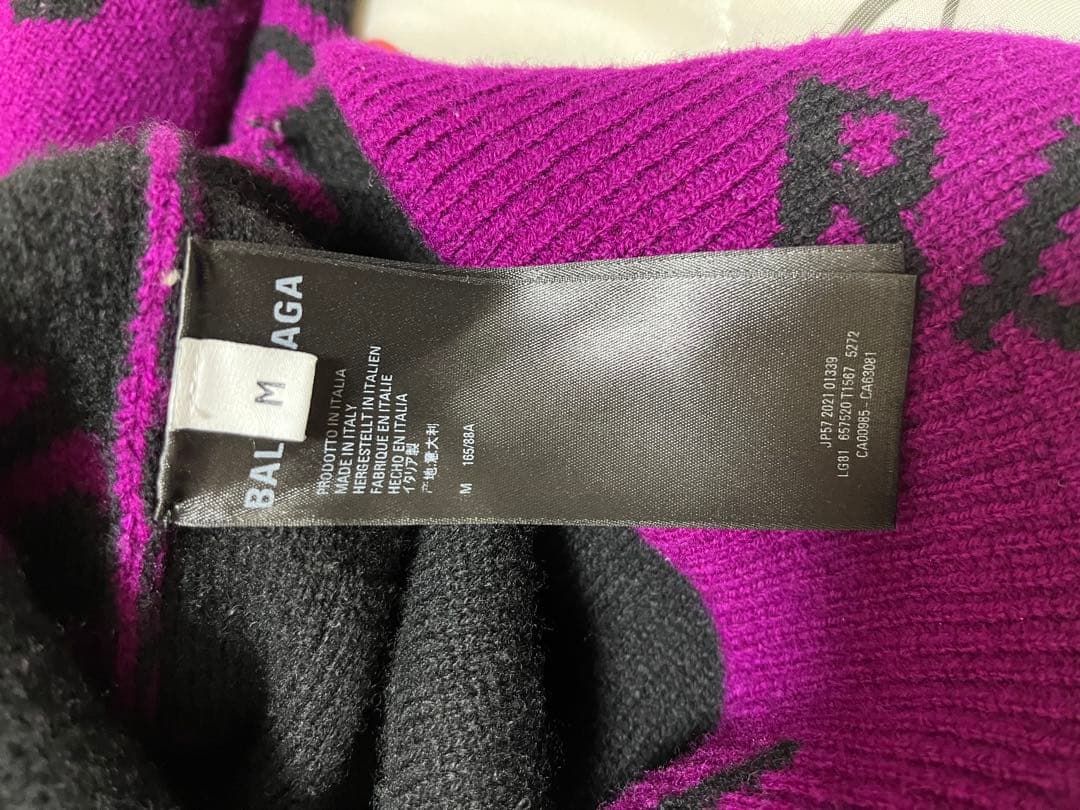 BAL AGA
M
PRODOTTO IN ITALIA
MADE IN ITALY
HERGESTELLT IN ITALIEN
FABRIQUE EN ITALIE
HECHO EN ITALIA
イタリア製
产地:意大利
M 165/88A
JP57 2021 01339
LG81 657520 T1567 5272
CA00985 - CA63081
R